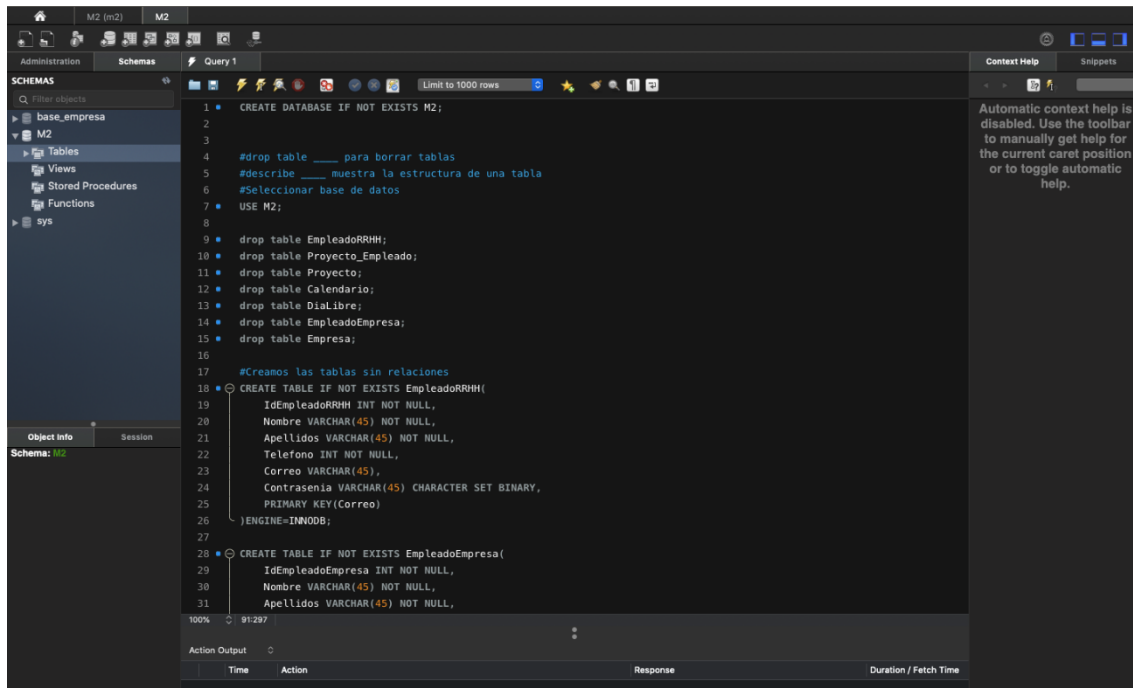 M2 (m2)
M2
Administration
Schemas
Query 1
Context Help
Snippets
SCHEMAS
Filter objects
base_empresa
M2
Tables
Views
Stored Procedures
Functions
sys
Object Info
Session
Schema: M2
Limit to 1000 rows
1 CREATE DATABASE IF NOT EXISTS M2;
2
3
4 #drop table ____ para borrar tablas
5 #describe ____ muestra la estructura de una tabla
6 #Seleccionar base de datos
7 USE M2;
8
9 drop table EmpleadoRRHH;
10 drop table Proyecto_Empleado;
11 drop table Proyecto;
12 drop table Calendario;
13 drop table DiaLibre;
14 drop table EmpleadoEmpresa;
15 drop table Empresa;
16
17 #Creamos las tablas sin relaciones
18 CREATE TABLE IF NOT EXISTS EmpleadoRRHH(
19 IdEmpleadoRRHH INT NOT NULL,
20 Nombre VARCHAR(45) NOT NULL,
21 Apellidos VARCHAR(45) NOT NULL,
22 Telefono INT NOT NULL,
23 Correo VARCHAR(45),
24 Contrasenia VARCHAR(45) CHARACTER SET BINARY,
25 PRIMARY KEY(Correo)
26 )ENGINE=INNODB;
27
28 CREATE TABLE IF NOT EXISTS EmpleadoEmpresa(
29 IdEmpleadoEmpresa INT NOT NULL,
30 Nombre VARCHAR(45) NOT NULL,
31 Apellidos VARCHAR(45) NOT NULL,
100% 91:297
Action Output
Time Action Response Duration / Fetch Time
Automatic context help is
disabled. Use the toolbar
to manually get help for
the current caret position
or to toggle automatic
help.